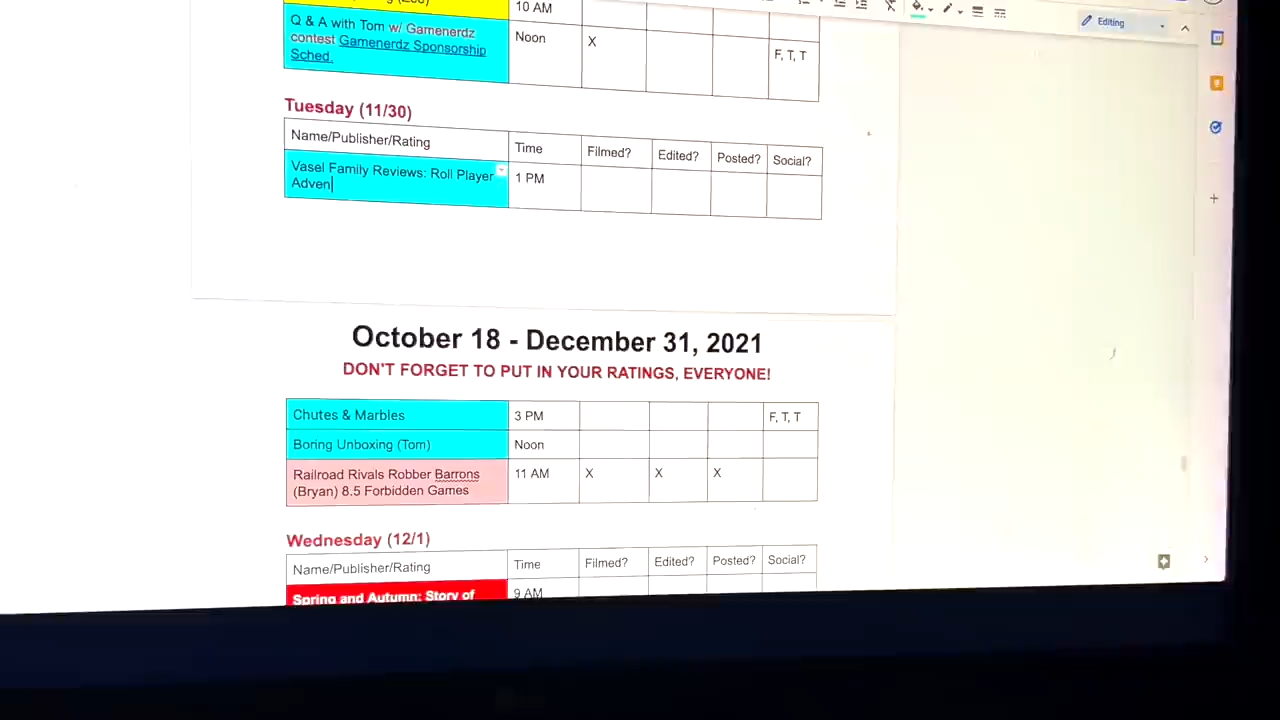 10 AM
Q & A with Tom w/ Gamenerdz
contest Gamenerdz Sponsorship
Sched.
Noon
X
F, T, T
Editing
Tuesday (11/30)
Name/Publisher/Rating
Time
Filmed?
Edited?
Posted?
Social?
Vasel Family Reviews: Roll Player
Adven
1 PM
October 18 - December 31, 2021
DON'T FORGET TO PUT IN YOUR RATINGS, EVERYONE!
Chutes & Marbles
3 PM
F, T, T
Boring Unboxing (Tom)
Noon
Railroad Rivals Robber Barrons
(Bryan) 8.5 Forbidden Games
11 AM
X
X
X
Wednesday (12/1)
Name/Publisher/Rating
Time
Filmed?
Edited?
Posted?
Social?
Spring and Autumn: Story of
9 AM